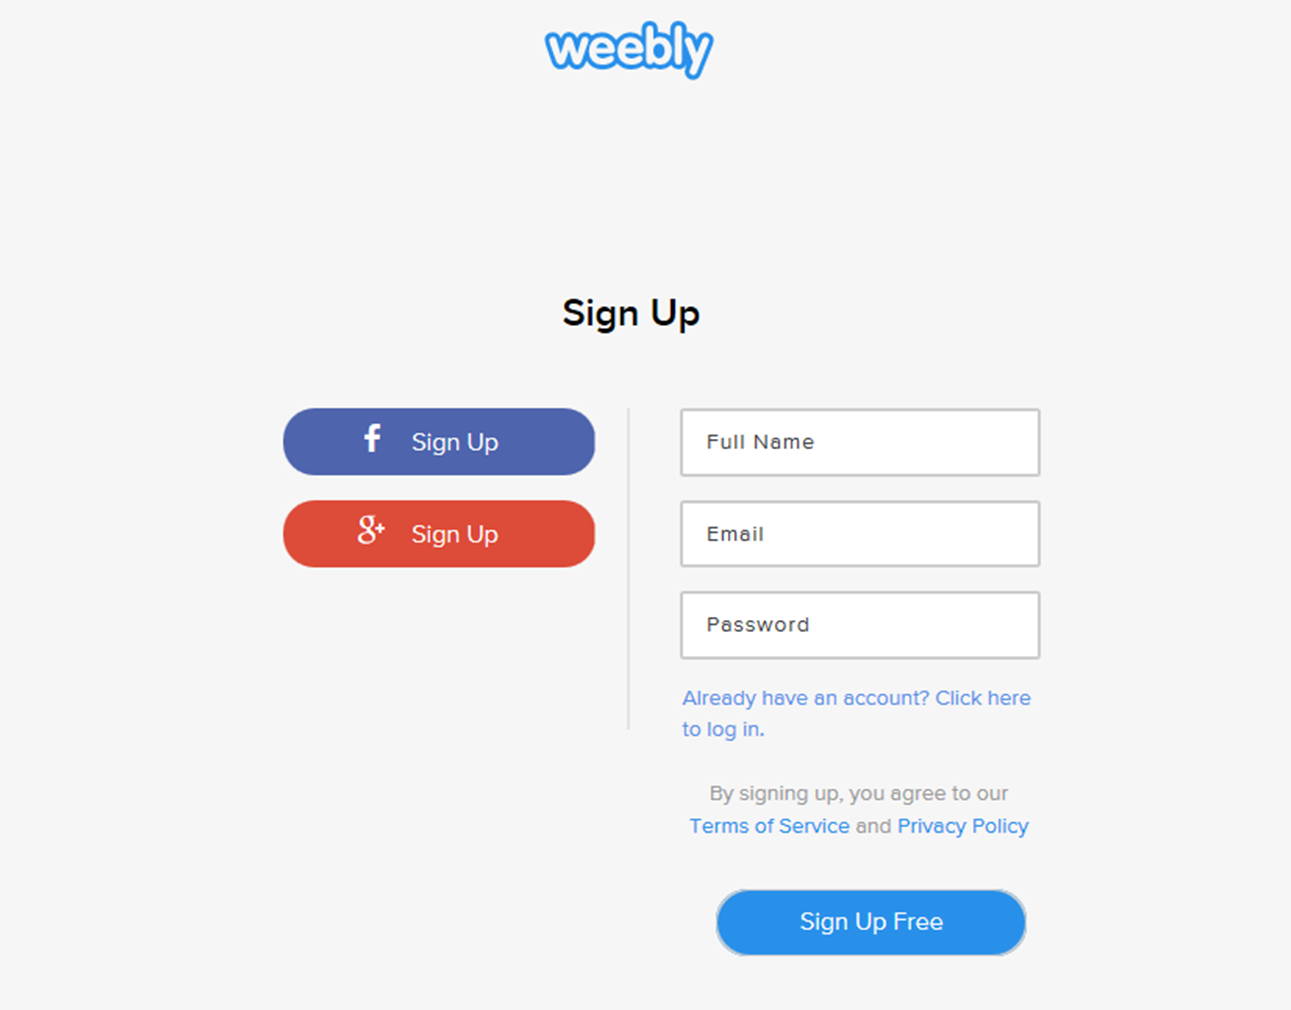 weebly
Sign Up
f Sign Up
g+ Sign Up
Full Name
Email
Password
Already have an account? Click here
to log in.
By signing up, you agree to our
Terms of Service and Privacy Policy
Sign Up Free